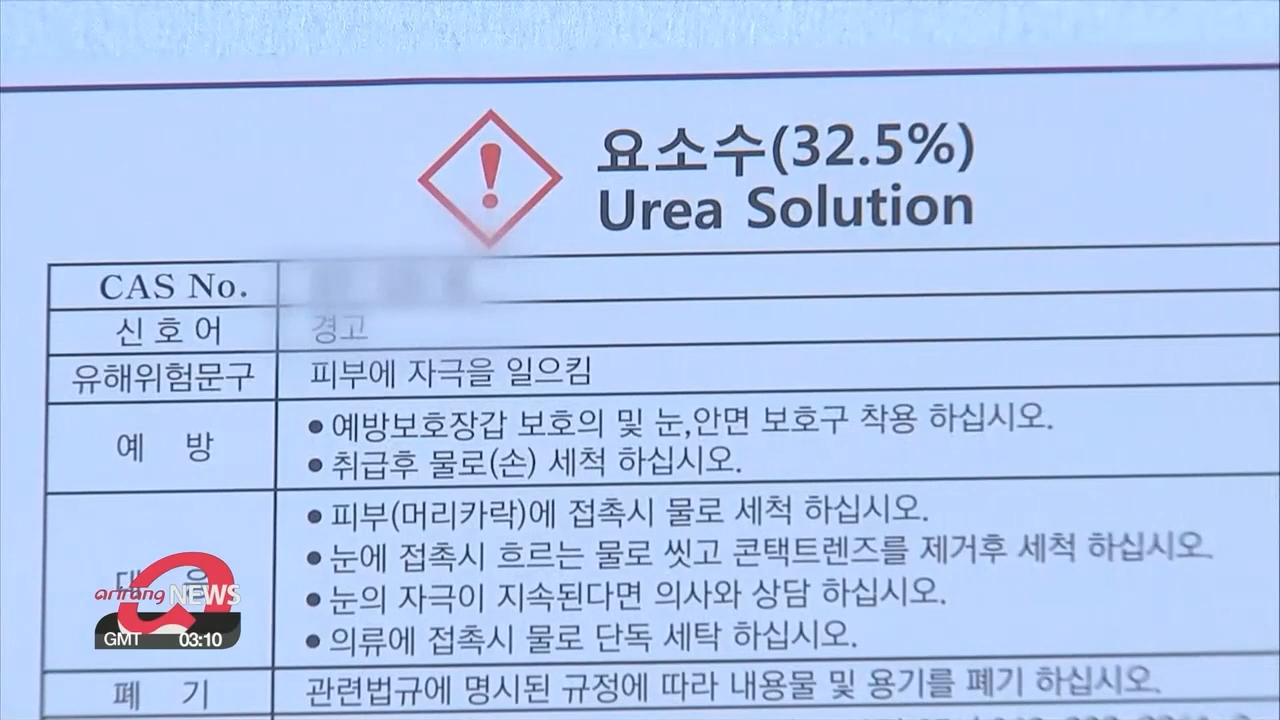 요소수(32.5%)
Urea Solution
CAS No.
신호어 경고
유해위험문구 피부에 자극을 일으킴
예 방
● 예방보호장갑 보호의 및 눈,안면 보호구 착용 하십시오.
● 취급후 물로(손) 세척 하십시오.
● 피부(머리카락)에 접촉시 물로 세척 하십시오.
● 눈에 접촉시 흐르는 물로 씻고 콘택트렌즈를 제거후 세척 하십시오.
● 눈의 자극이 지속된다면 의사와 상담 하십시오.
● 의류에 접촉시 물로 단독 세탁 하십시오.
폐 기 관련법규에 명시된 규정에 따라 내용물 및 용기를 폐기 하십시오.
arirang NEWS
GMT 03:10